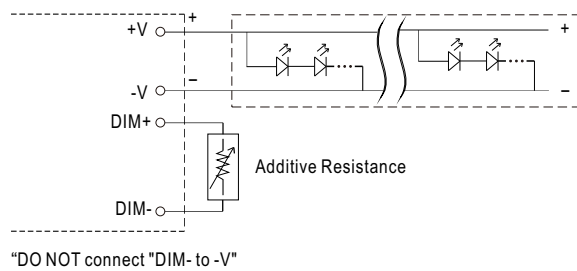 +V + +
-V − −
DIM+
Additive Resistance
DIM-
“DO NOT connect "DIM- to -V"